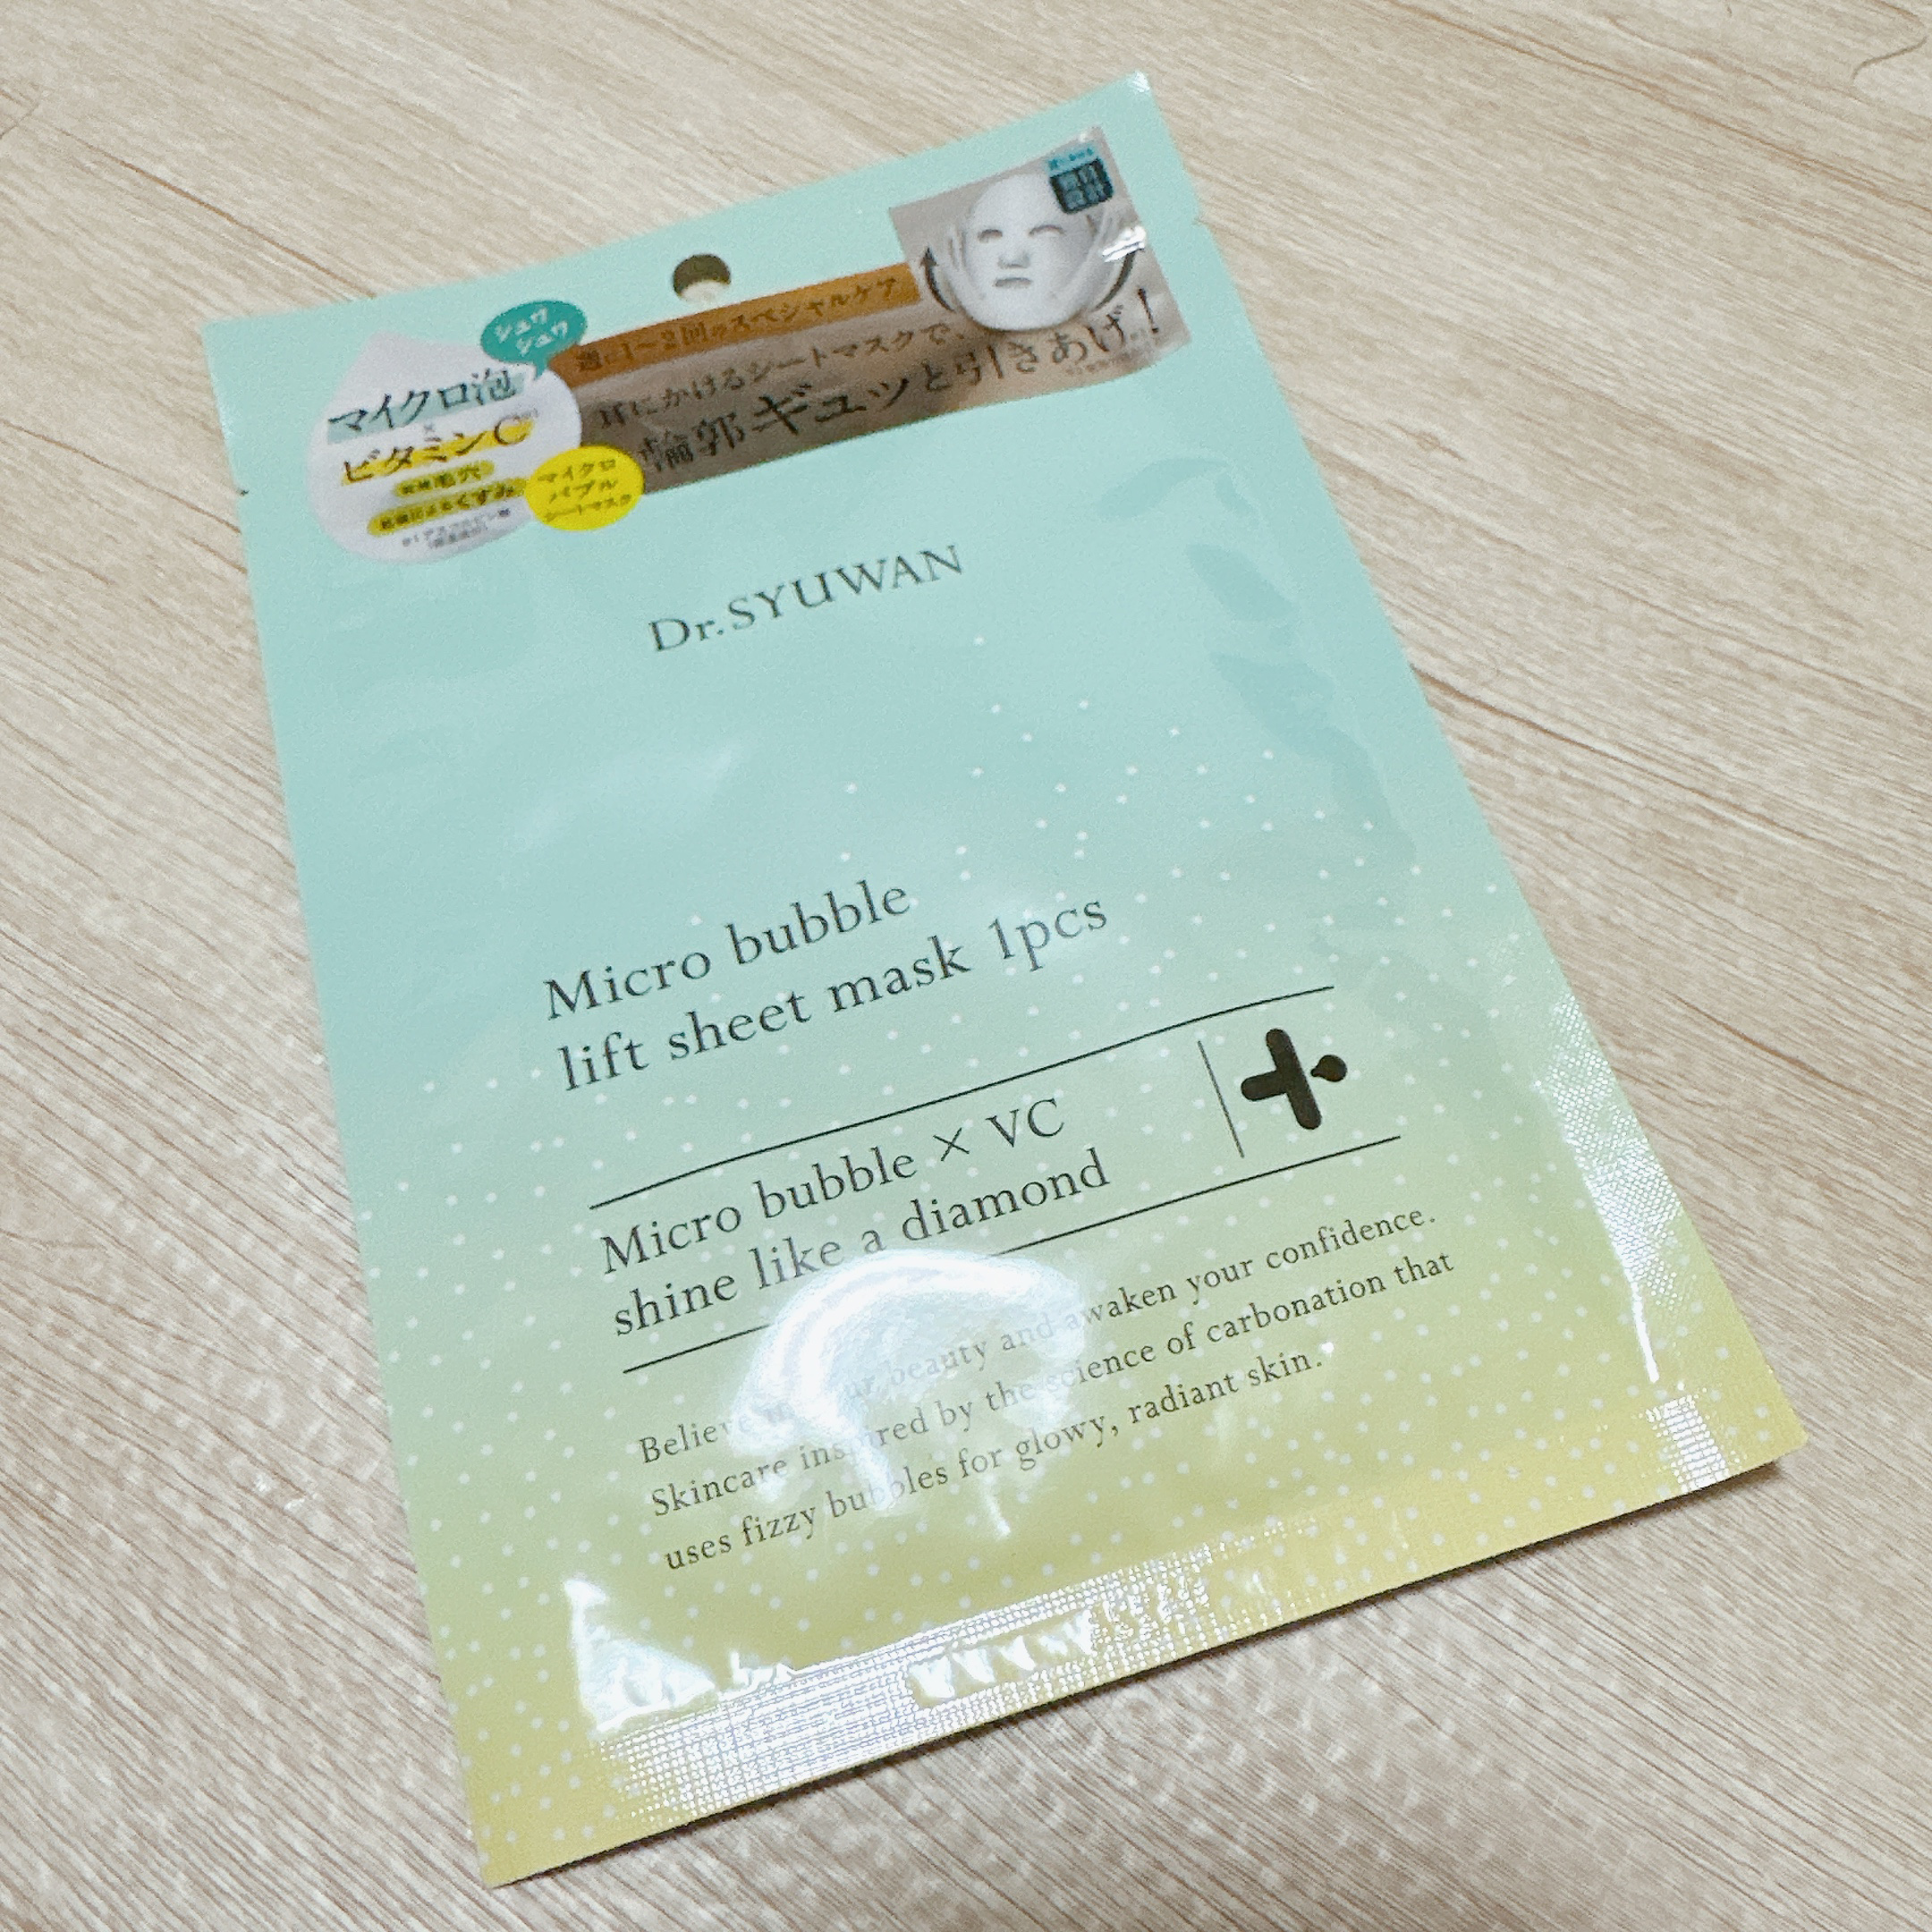 シュワ
シュワ
マイクロ泡
×
ビタミンC
毛穴
くすみ
マイクロ
バブル
シートマスク
週に1〜2回のスペシャルケア
耳にかけるシートマスクで、
輪郭ギュッと引きあげ!
Dr.SYUWAN
Micro bubble
lift sheet mask 1pcs
Micro bubble × VC
shine like a diamond
Believe in your beauty and awaken your confidence.
Skincare inspired by the science of carbonation that
uses fizzy bubbles for glowy, radiant skin.